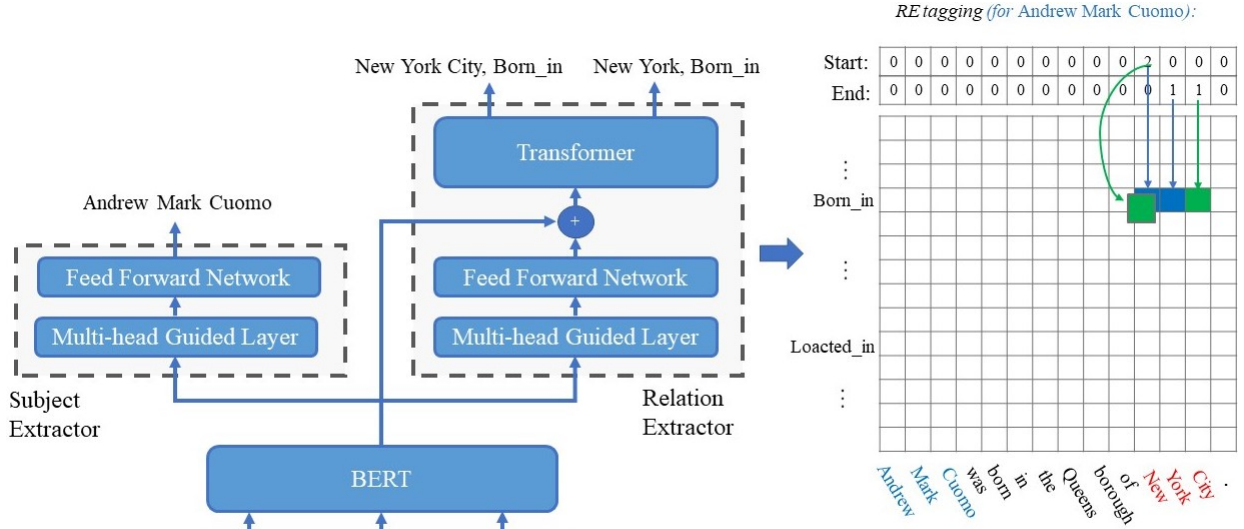 RE tagging (for Andrew Mark Cuomo):
Start: 0 0 0 0 0 0 0 0 0 0 0 2 0 0 0
End: 0 0 0 0 0 0 0 0 0 0 0 0 1 1 0
New York City, Born_in
New York, Born_in
Transformer
+
Andrew Mark Cuomo
Feed Forward Network
Multi-head Guided Layer
Subject
Extractor
Feed Forward Network
Multi-head Guided Layer
Relation
Extractor
BERT
⋮
Born_in
⋮
Loacted_in
⋮
Andrew Mark Cuomo was born in the Queens borough of New York City .